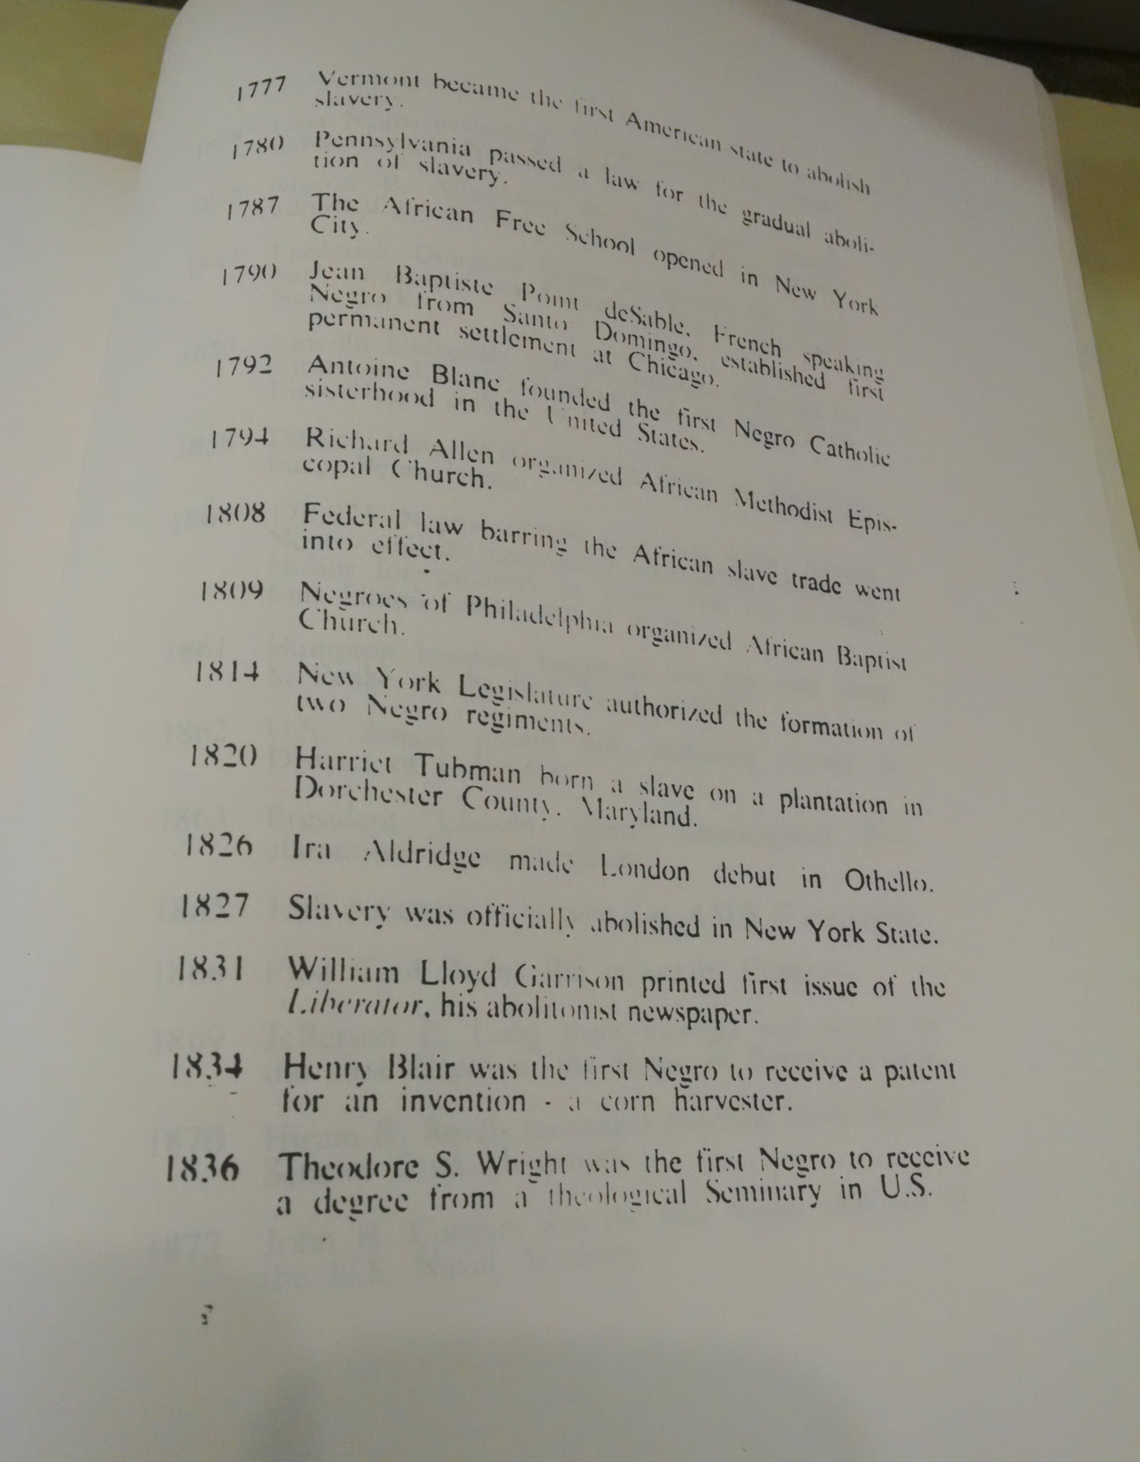 1777 Vermont became the first American state to abolish
slavery.
1780 Pennsylvania passed a law for the gradual aboli-
tion of slavery.
1787 The African Free School opened in New York
City.
1790 Jean Baptiste Point deSable, French speaking
Negro from Santo Domingo, established first
permanent settlement at Chicago.
1792 Antoine Blanc founded the first Negro Catholic
sisterhood in the United States.
1794 Richard Allen organized African Methodist Epis-
copal Church.
1808 Federal law barring the African slave trade went
into effect.
1809 Negroes of Philadelphia organized African Baptist
Church.
1814 New York Legislature authorized the formation of
two Negro regiments.
1820 Harriet Tubman born a slave on a plantation in
Dorchester County, Maryland.
1826 Ira Aldridge made London debut in Othello.
1827 Slavery was officially abolished in New York State.
1831 William Lloyd Garrison printed first issue of the
Liberator, his abolitonist newspaper.
1834 Henry Blair was the first Negro to receive a patent
for an invention - a corn harvester.
1836 Theodore S. Wright was the first Negro to receive
a degree from a theological Seminary in U.S.